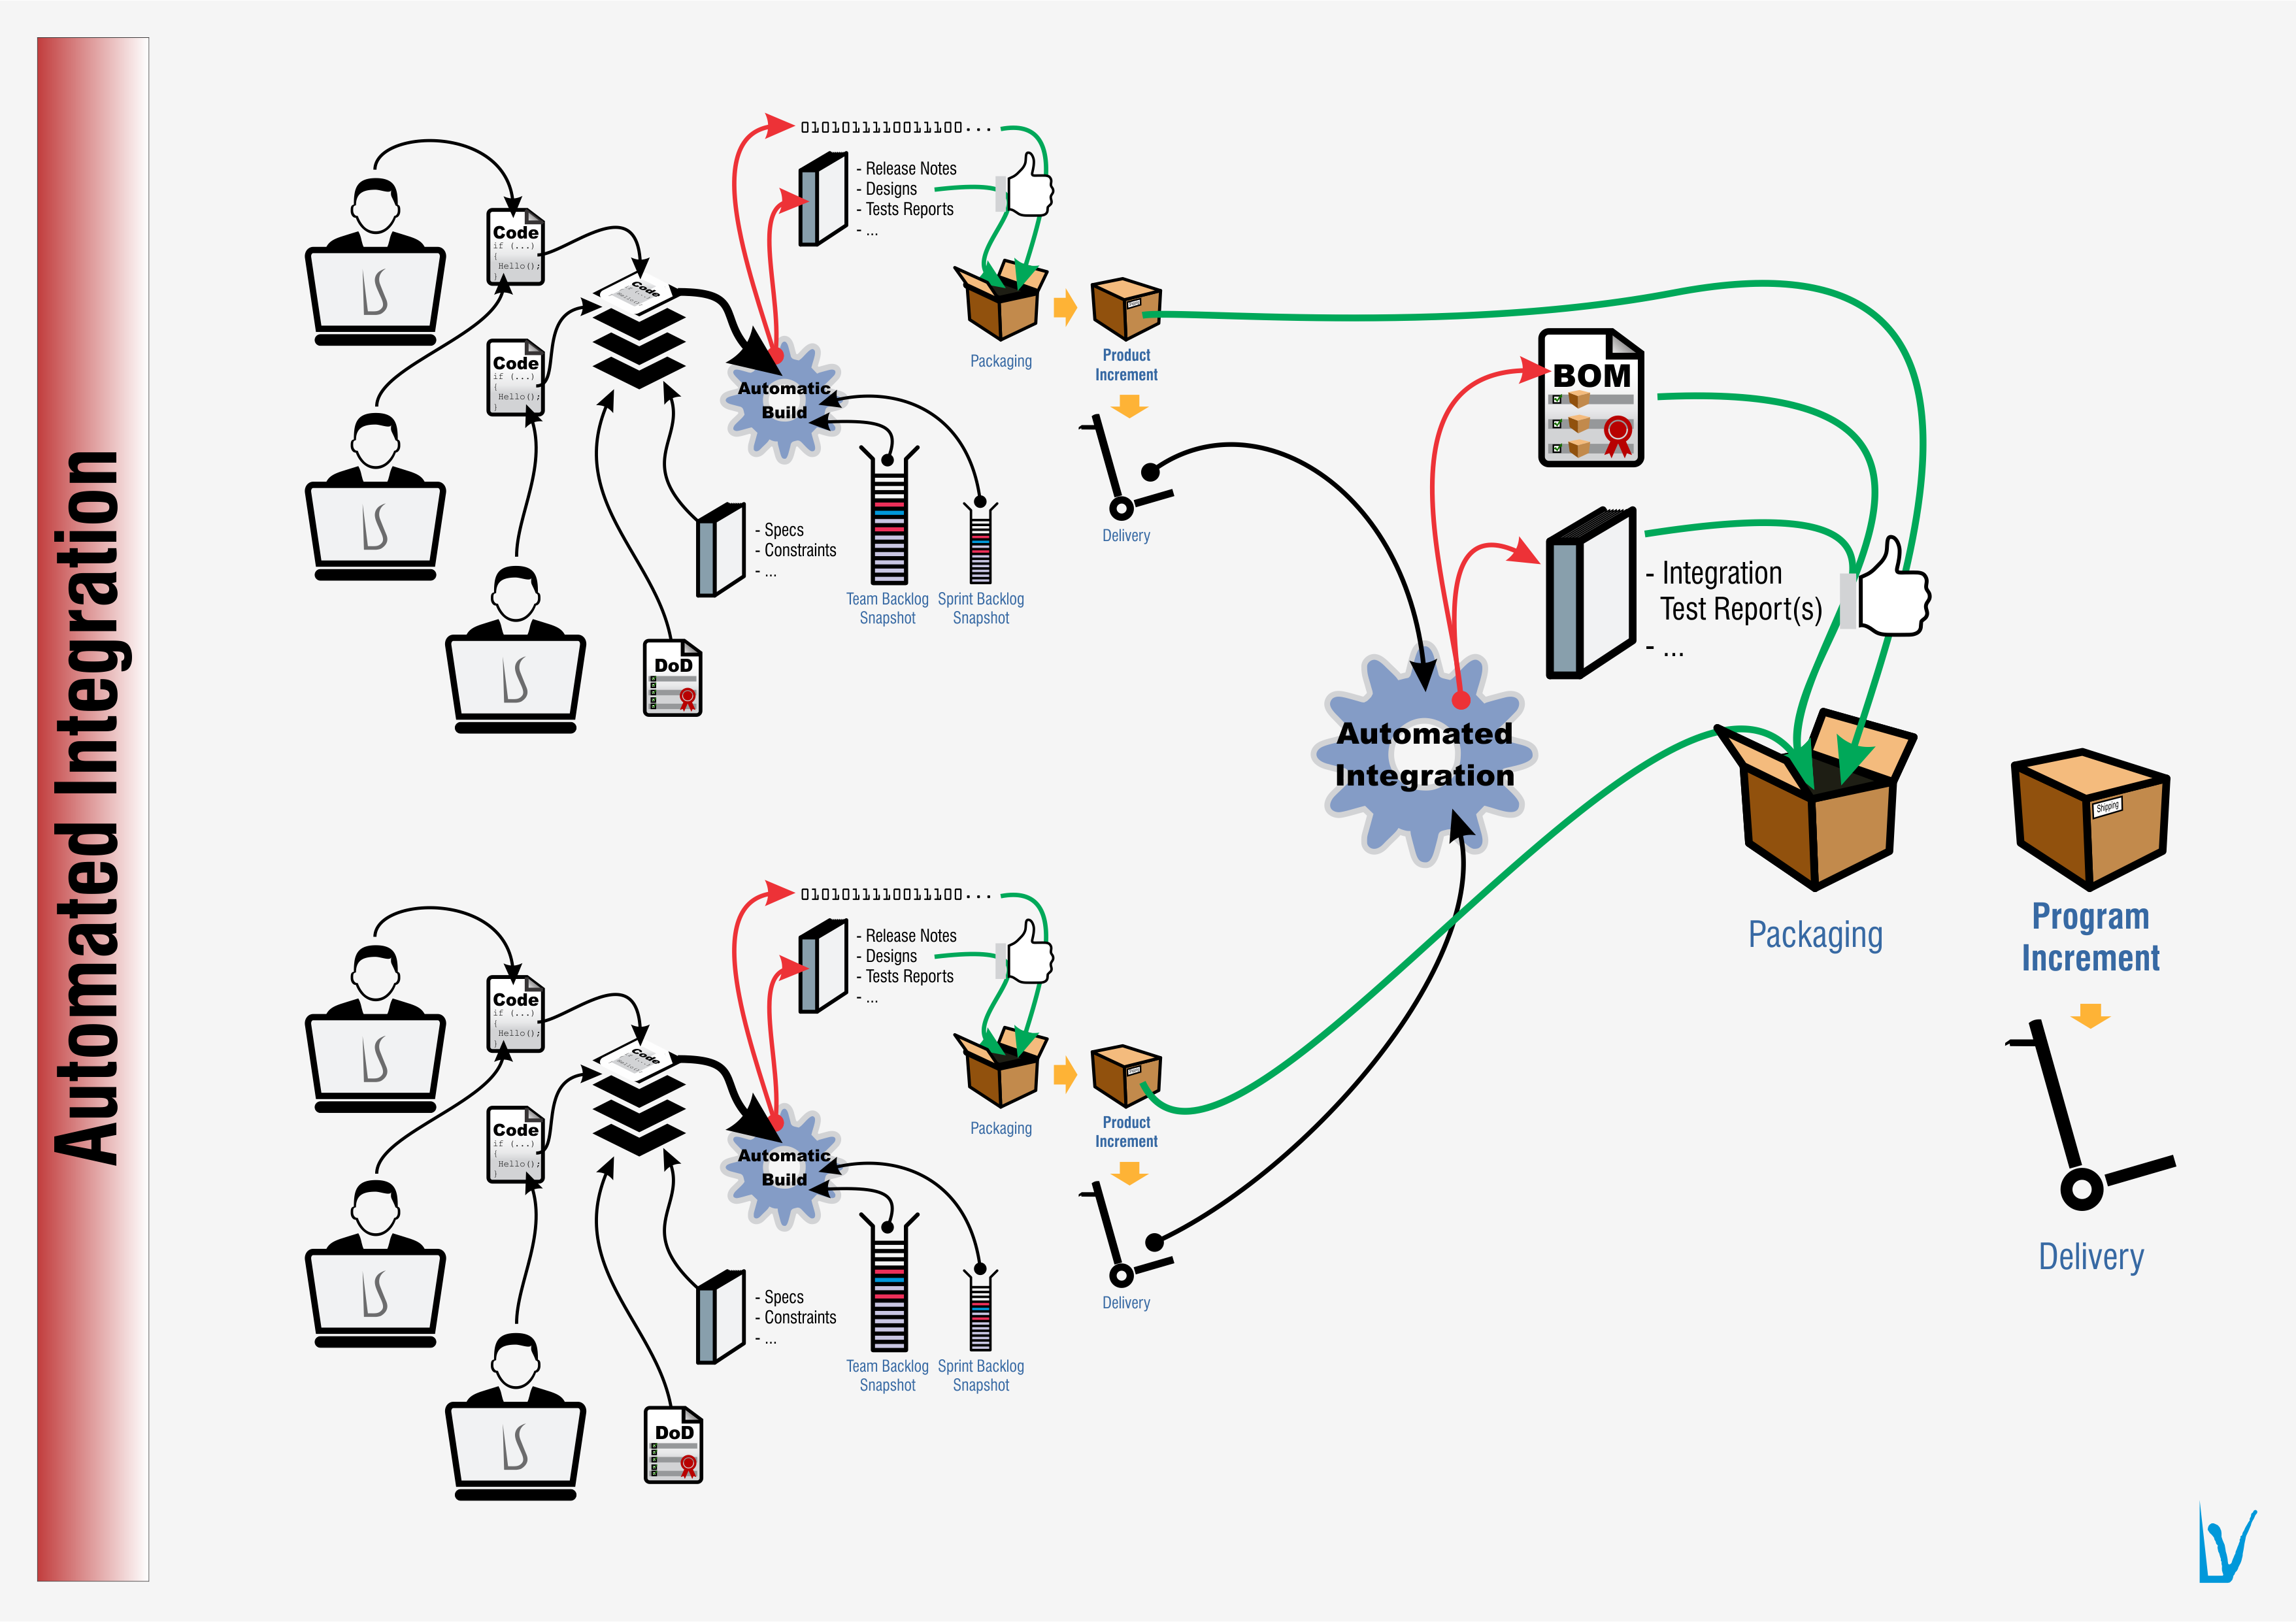 Automated Integration
0101011110011100...
- Release Notes
- Designs
- Tests Reports
- ...
Code
if (...)
{
Hello();
}
Code
Code
if (...)
{
Hello();
}
Automatic
Build
Packaging
Product
Increment
Delivery
- Specs
- Constraints
- ...
Team Backlog
Snapshot
Sprint Backlog
Snapshot
DoD
BOM
- Integration
Test Report(s)
- ...
Automated
Integration
Packaging
Shipping
Program
Increment
Delivery
0101011110011100...
- Release Notes
- Designs
- Tests Reports
- ...
Code
if (...)
{
Hello();
}
Code
Code
if (...)
{
Hello();
}
Automatic
Build
Packaging
Product
Increment
Delivery
- Specs
- Constraints
- ...
Team Backlog
Snapshot
Sprint Backlog
Snapshot
DoD